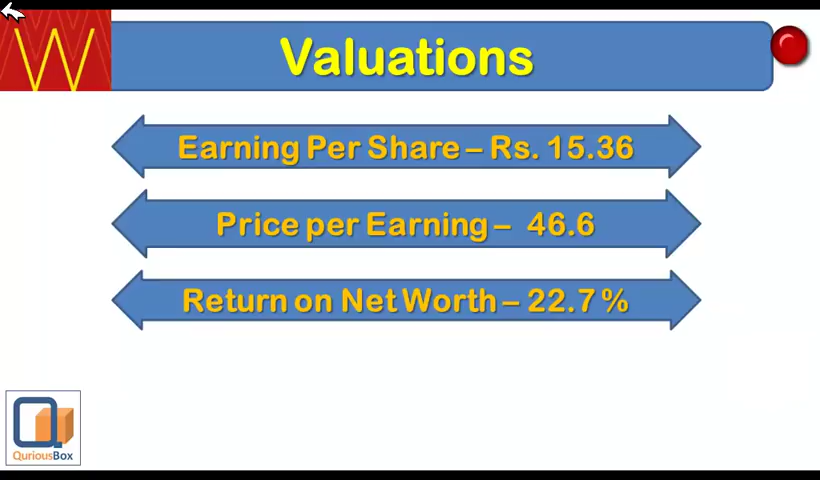 W
Valuations
Earning Per Share – Rs. 15.36
Price per Earning – 46.6
Return on Net Worth – 22.7%
QuriousBox